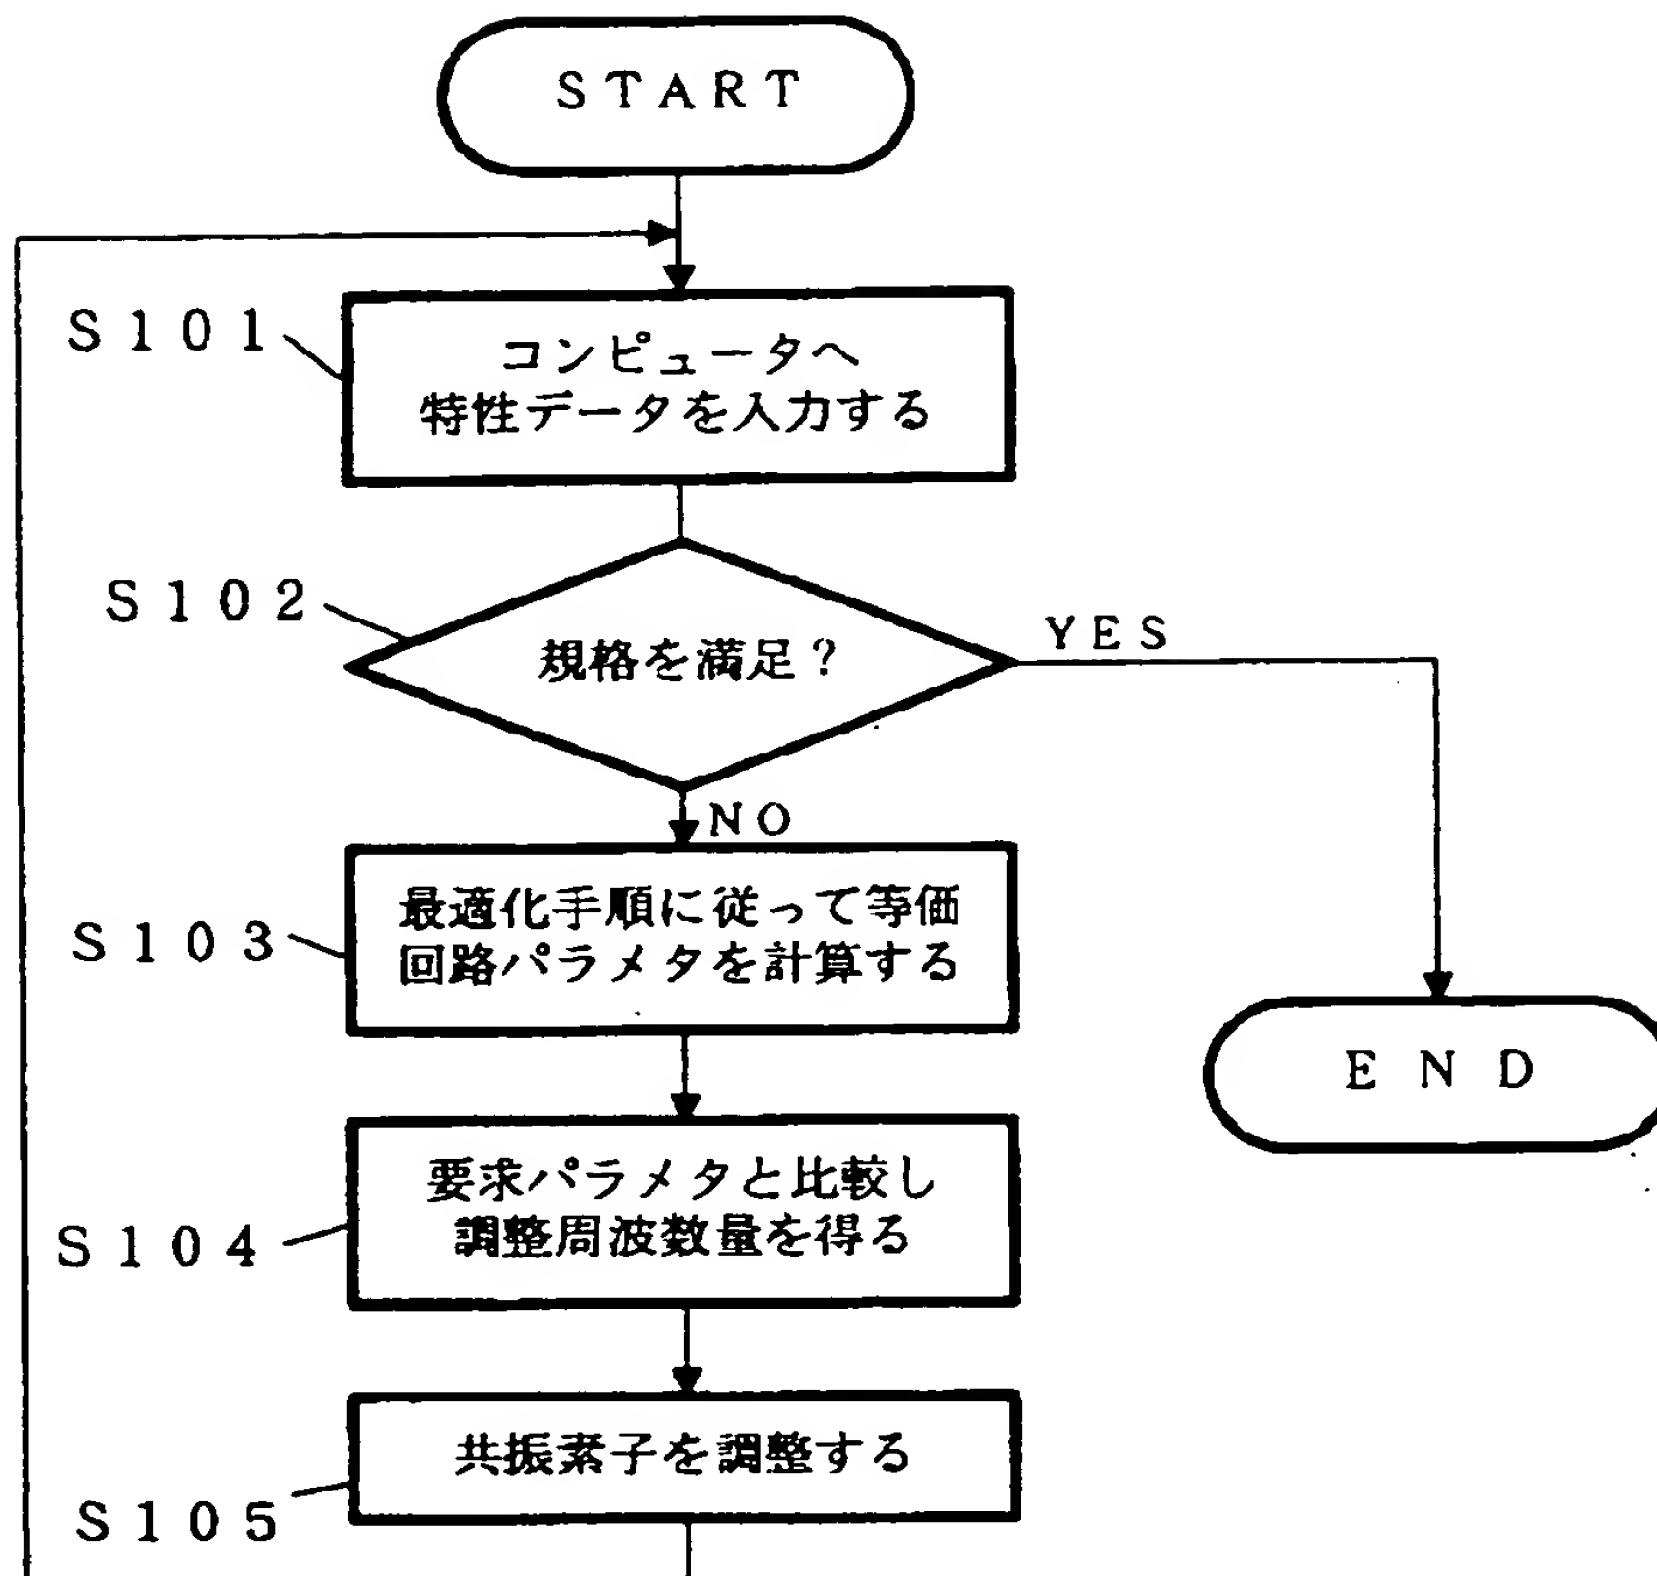 START
S101
コンピュータへ
特性データを入力する
S102
規格を満足？
YES
NO
S103
最適化手順に従って等価
回路パラメタを計算する
END
S104
要求パラメタと比較し
調整周波数量を得る
S105
共振素子を調整する